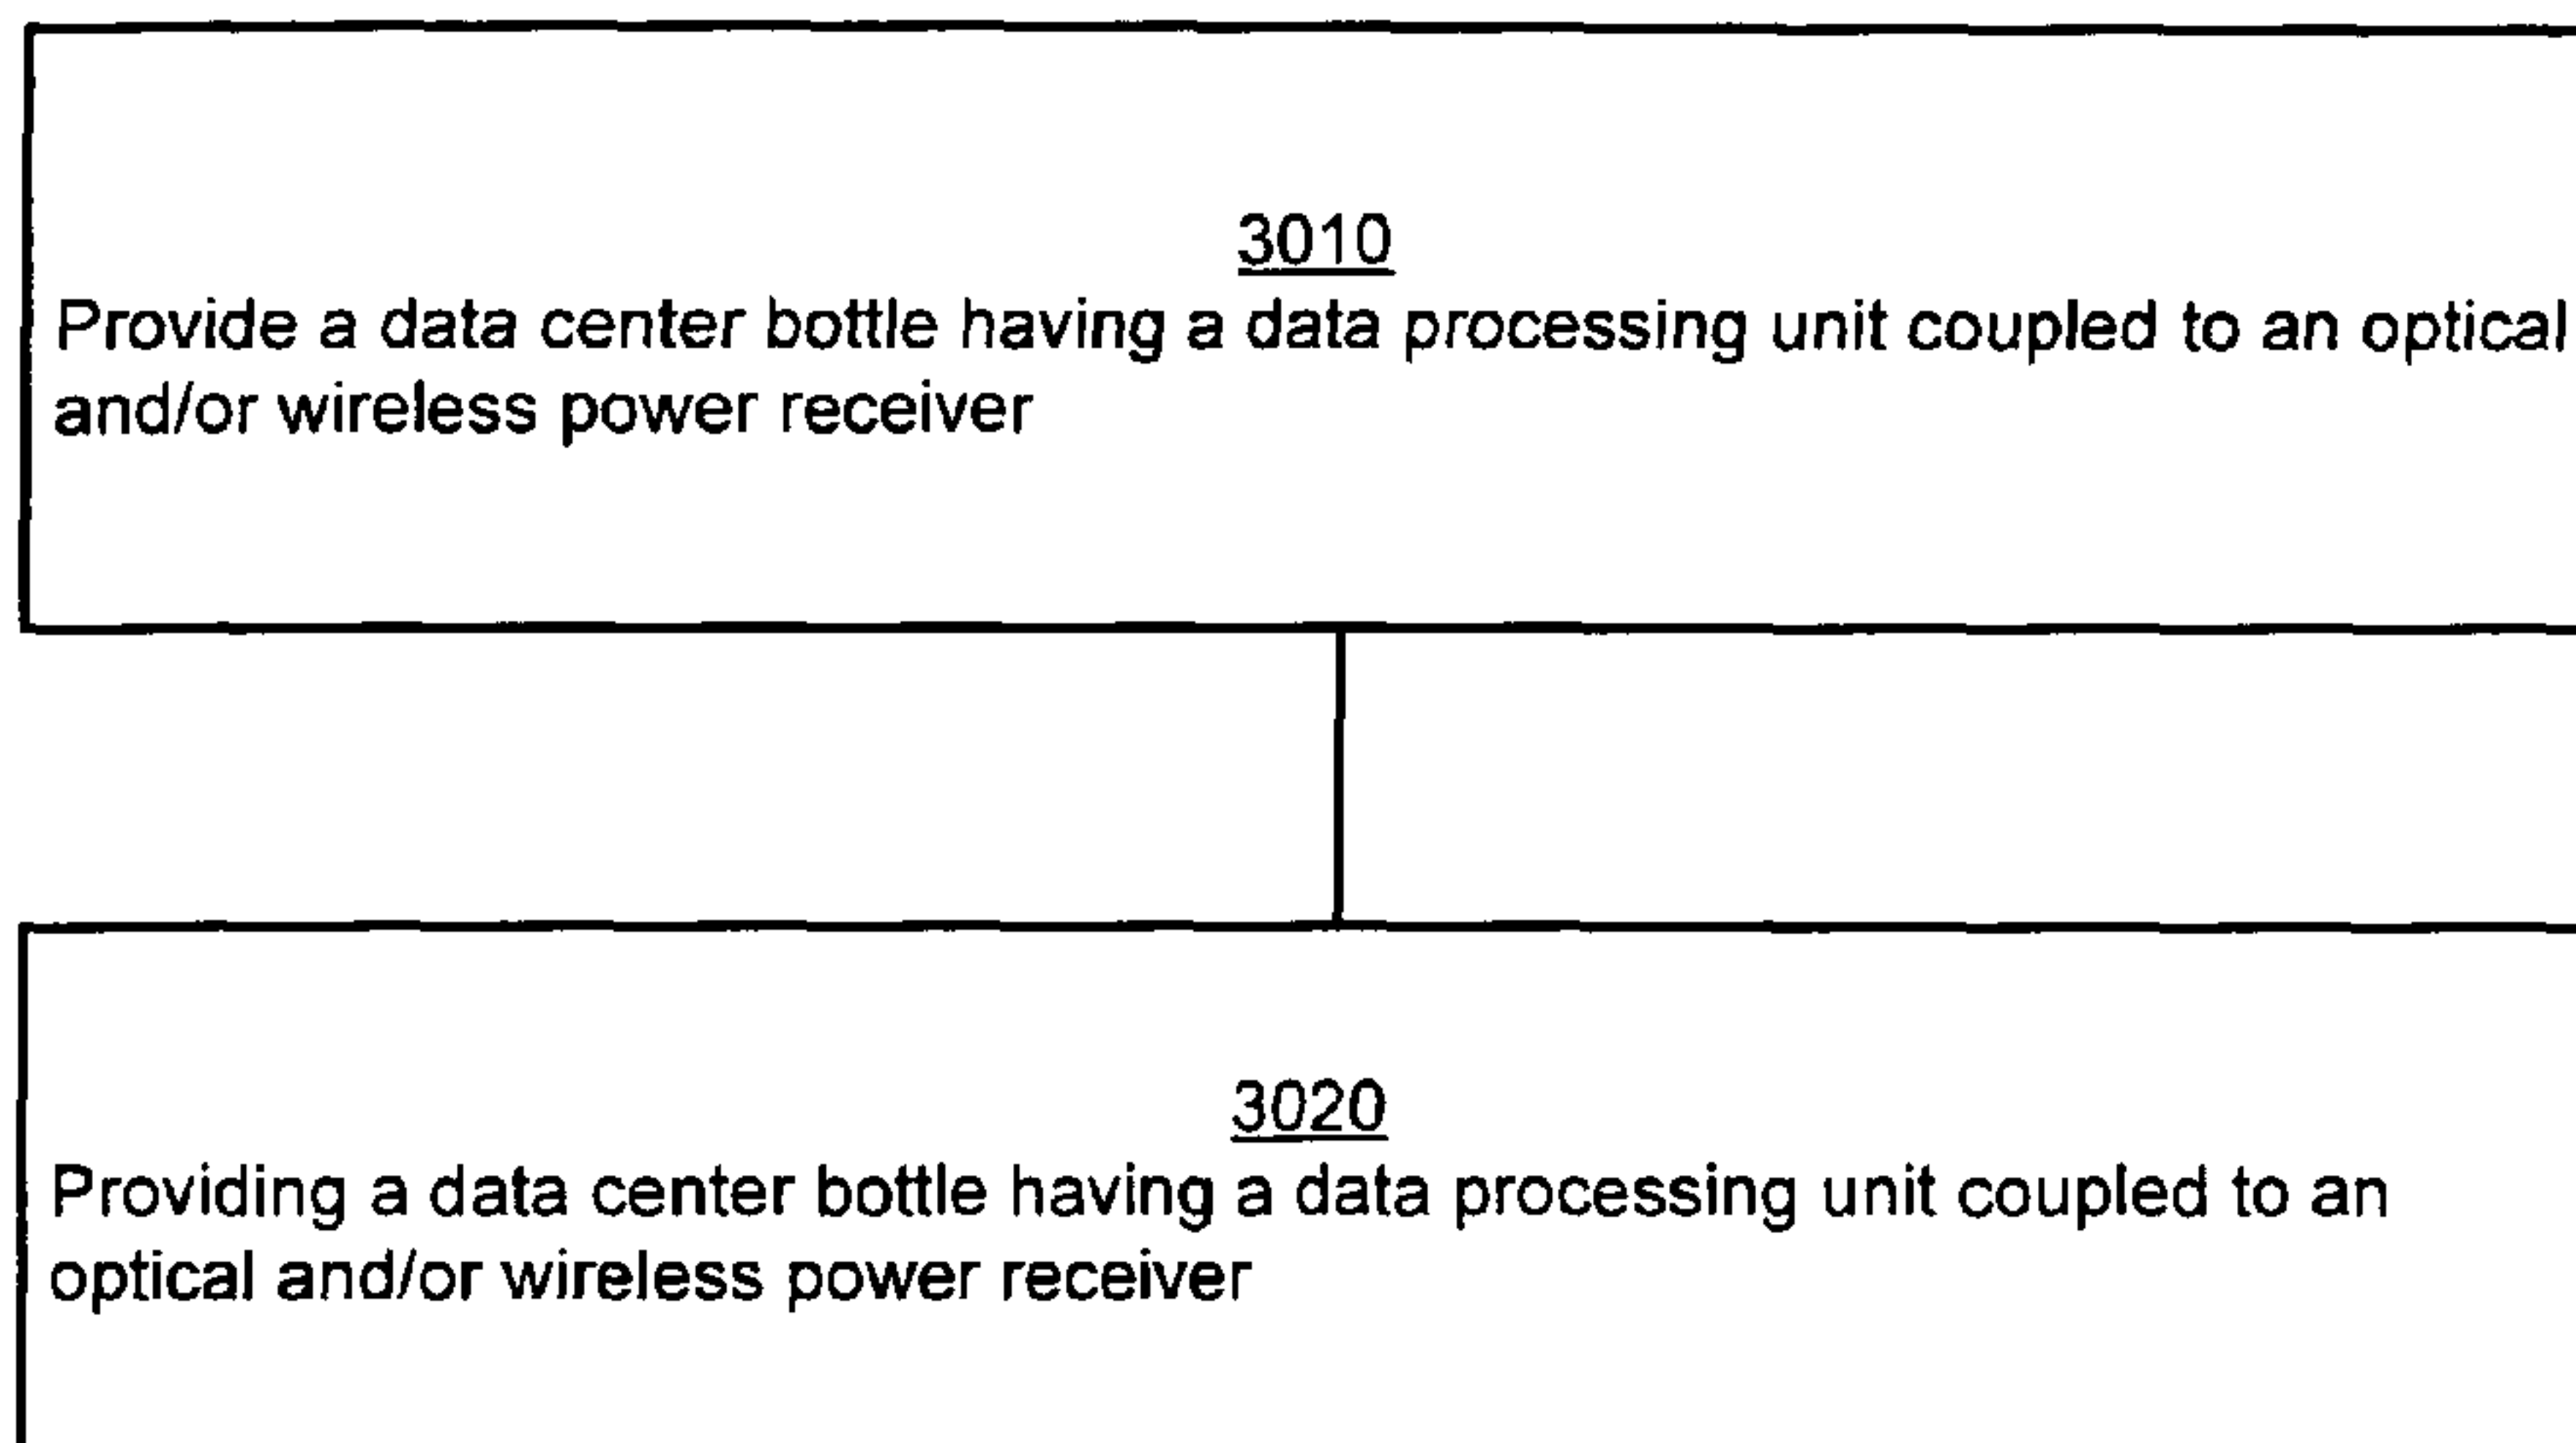 3010
Provide a data center bottle having a data processing unit coupled to an optical
and/or wireless power receiver
3020
Providing a data center bottle having a data processing unit coupled to an
optical and/or wireless power receiver